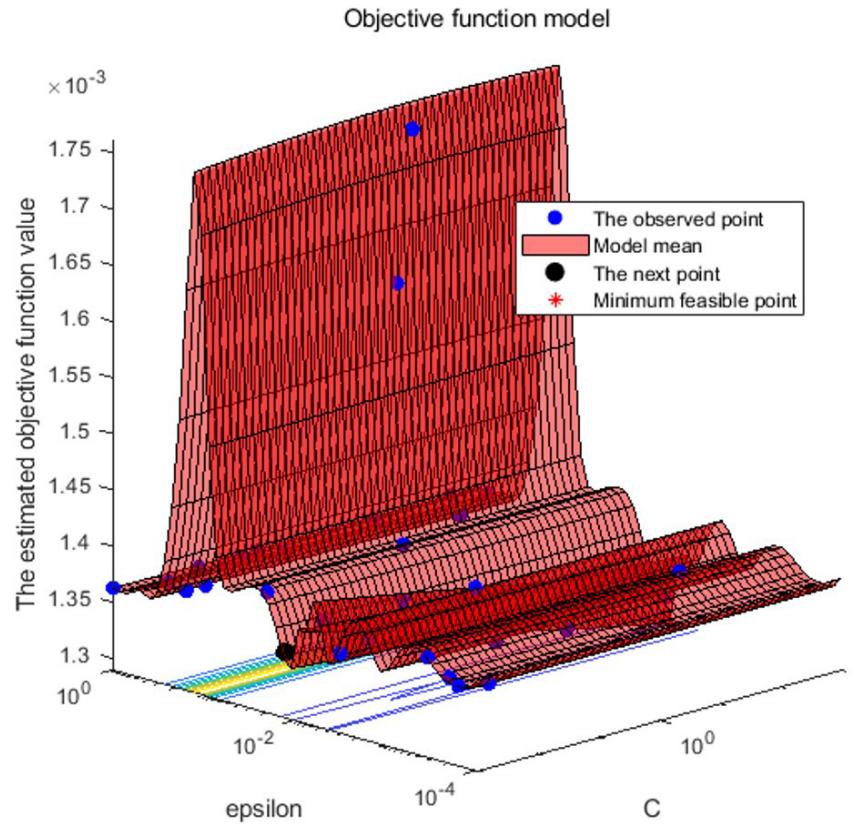 Objective function model
×10⁻³
1.75
1.7
1.65
1.6
1.55
1.5
1.45
1.4
1.35
1.3
The estimated objective function value
The observed point
Model mean
The next point
Minimum feasible point
10⁰
10⁻²
10⁻⁴
epsilon
10⁰
C